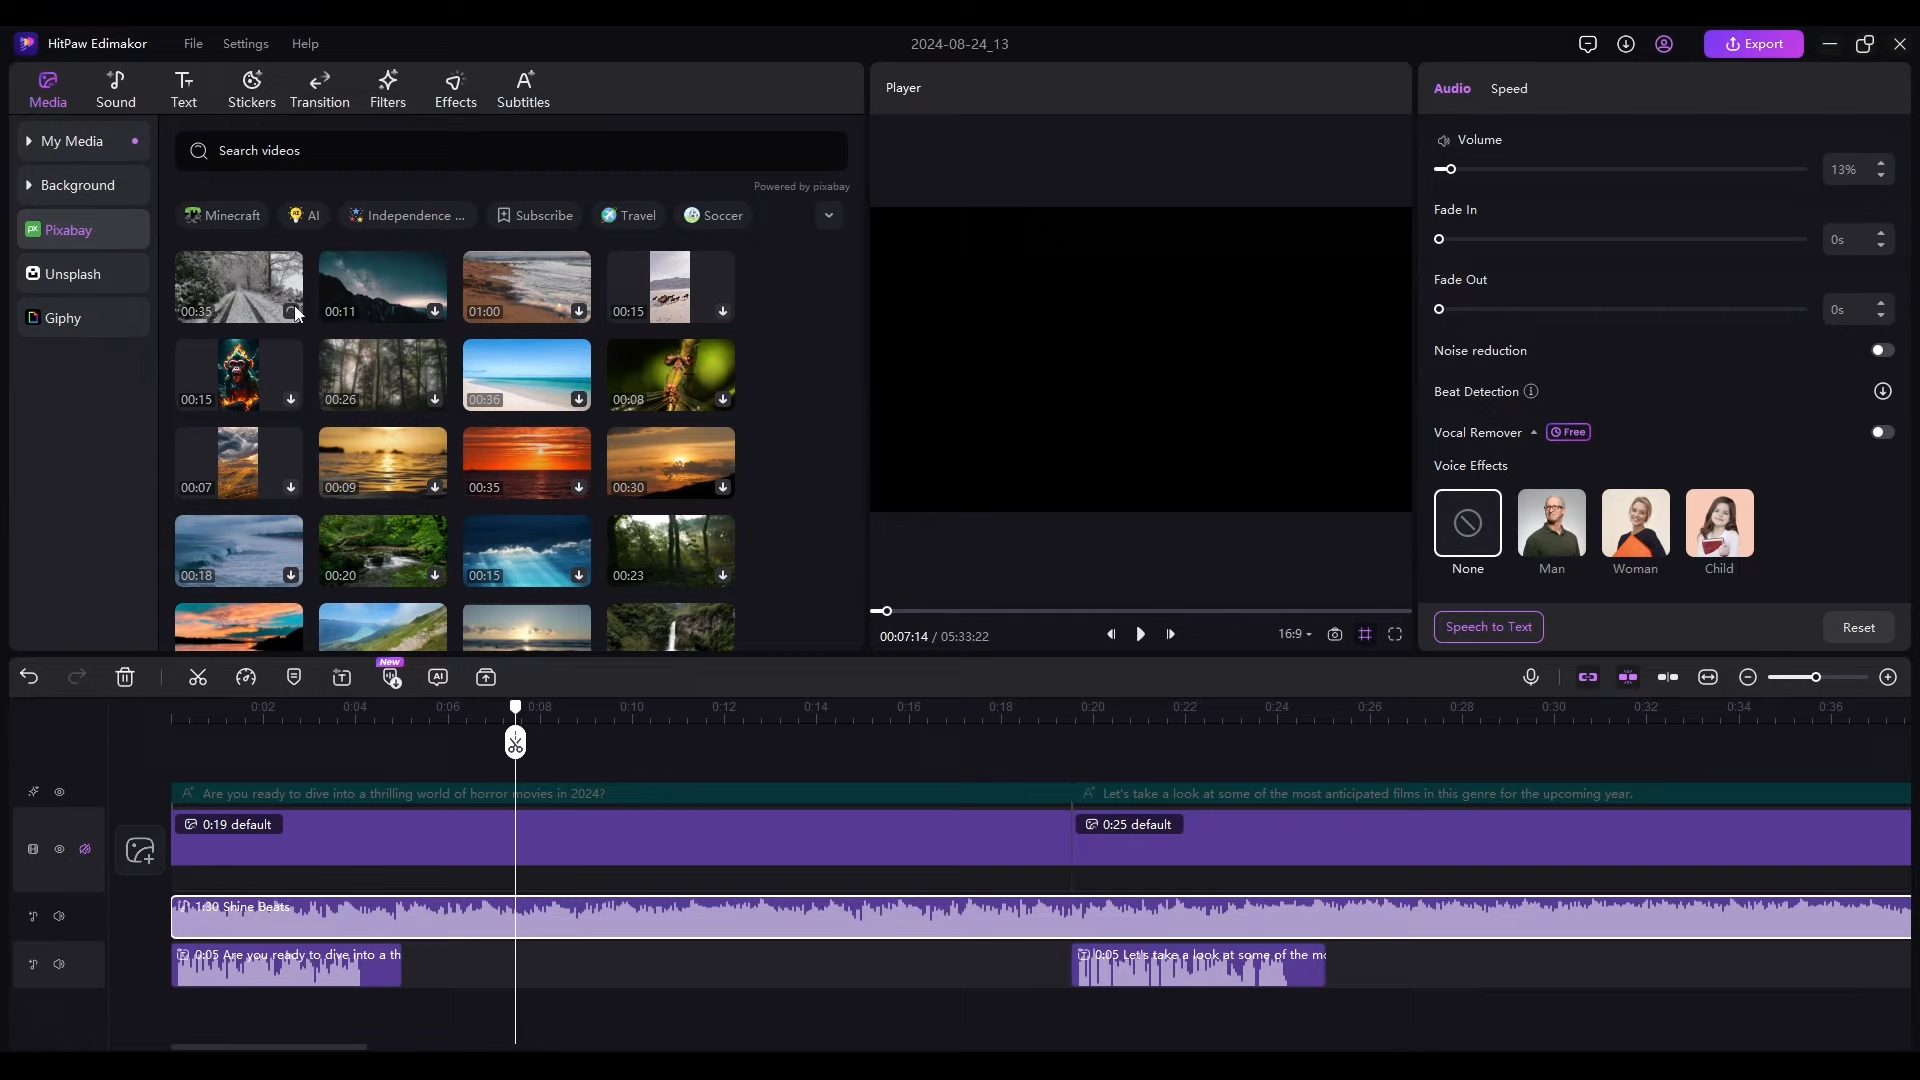 HitPaw Edimakor
File
Settings
Help
2024-08-24_13
Export
Media
Sound
Text
Stickers
Transition
Filters
Effects
Subtitles
My Media
Background
Pixabay
Unsplash
Giphy
Search videos
Powered by pixabay
Minecraft
AI
Independence ...
Subscribe
Travel
Soccer
00:35
00:11
01:00
00:15
00:15
00:26
00:36
00:08
00:07
00:09
00:35
00:30
00:18
00:20
00:15
00:23
Player
00:07:14 / 05:33:22
16:9
Audio
Speed
Volume
13%
Fade In
0s
Fade Out
0s
Noise reduction
Beat Detection
Vocal Remover
Free
Voice Effects
None
Man
Woman
Child
Speech to Text
Reset
New
AI
0:02 0:04 0:06 0:08 0:10 0:12 0:14 0:16 0:18 0:20 0:22 0:24 0:26 0:28 0:30 0:32 0:34 0:36
Are you ready to dive into a thrilling world of horror movies in 2024?
Let's take a look at some of the most anticipated films in this genre for the upcoming year.
0:19 default
0:25 default
1:30 Shine Beats
0:05 Are you ready to dive into a th
0:05 Let's take a look at some of the mo